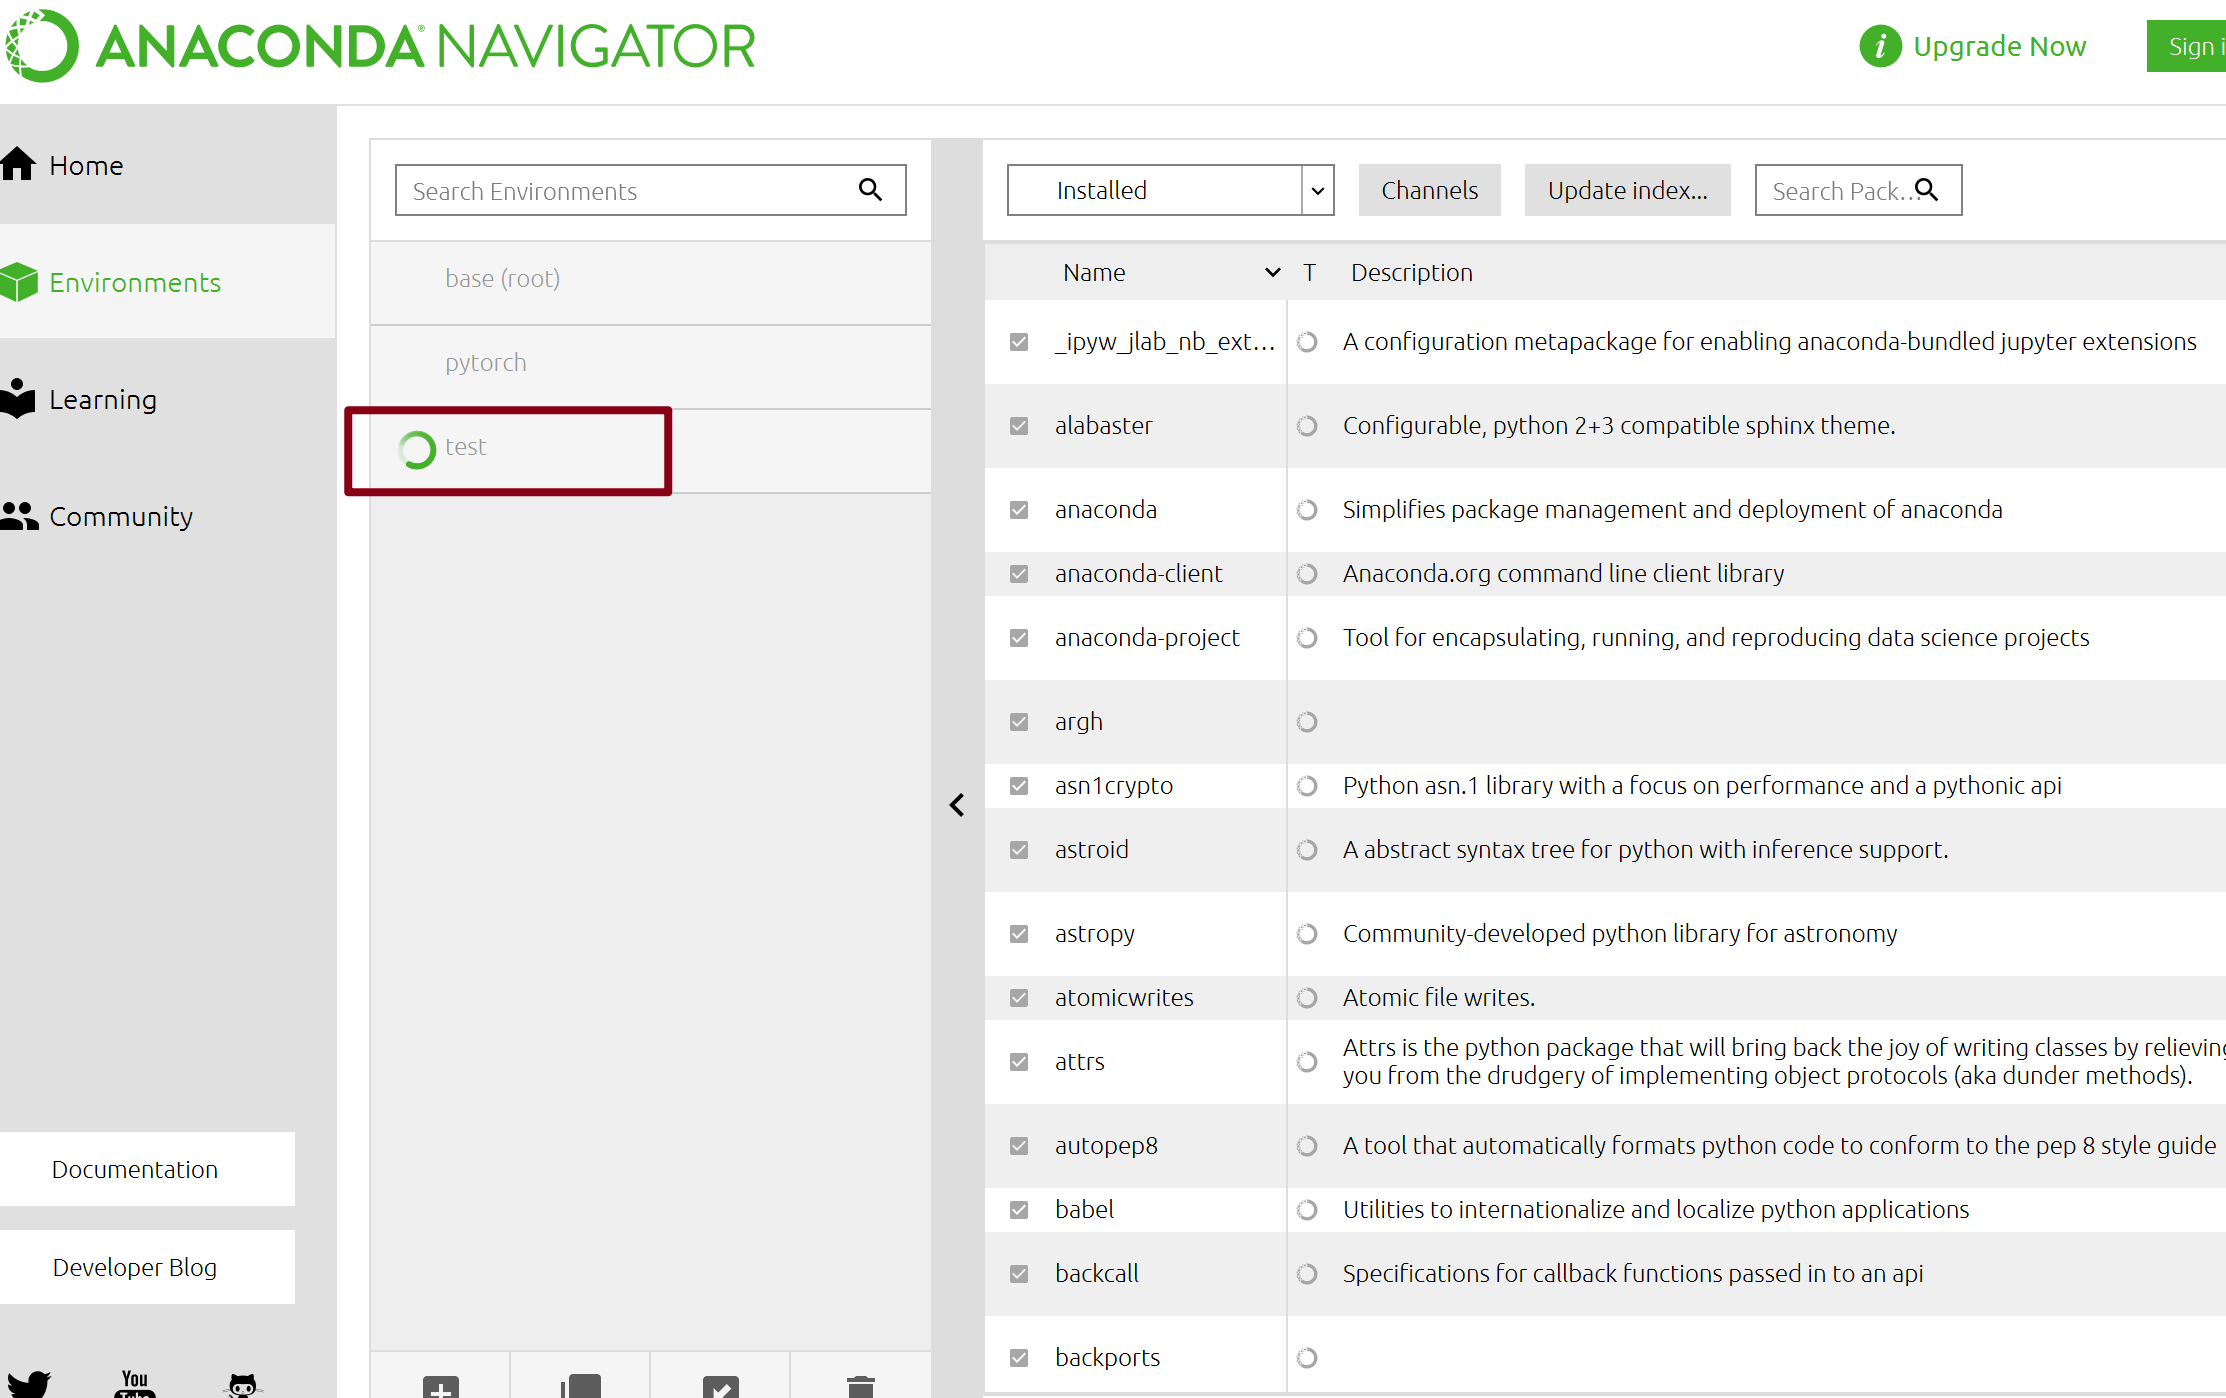 ANACONDA® NAVIGATOR
Upgrade Now
Sign i
Home
Environments
Learning
Community
Documentation
Developer Blog
You
Tube
Search Environments
base (root)
pytorch
test
Installed
Channels
Update index...
Search Pack...
Name
T
Description
_ipyw_jlab_nb_ext... A configuration metapackage for enabling anaconda-bundled jupyter extensions
alabaster Configurable, python 2+3 compatible sphinx theme.
anaconda Simplifies package management and deployment of anaconda
anaconda-client Anaconda.org command line client library
anaconda-project Tool for encapsulating, running, and reproducing data science projects
argh
asn1crypto Python asn.1 library with a focus on performance and a pythonic api
astroid A abstract syntax tree for python with inference support.
astropy Community-developed python library for astronomy
atomicwrites Atomic file writes.
attrs Attrs is the python package that will bring back the joy of writing classes by relieving
you from the drudgery of implementing object protocols (aka dunder methods).
autopep8 A tool that automatically formats python code to conform to the pep 8 style guide
babel Utilities to internationalize and localize python applications
backcall Specifications for callback functions passed in to an api
backports